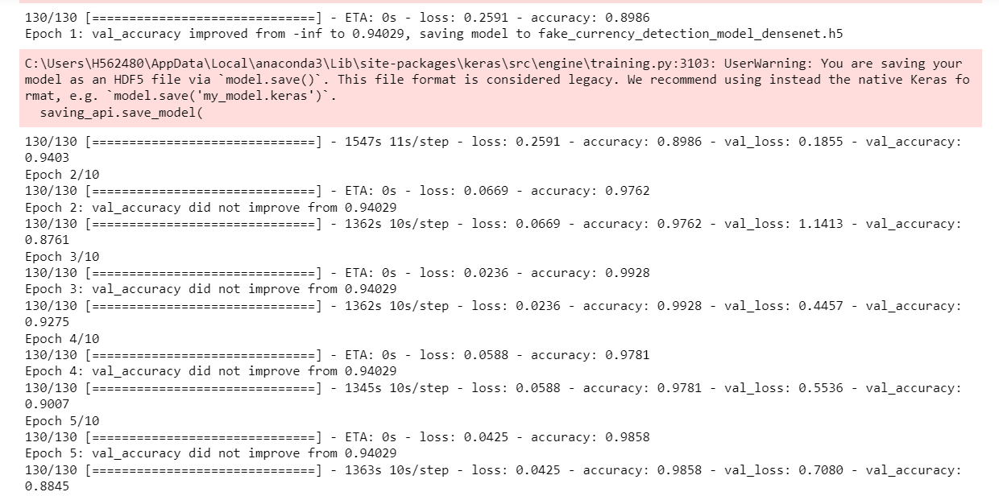 130/130 [==============================] - ETA: 0s - loss: 0.2591 - accuracy: 0.8986
Epoch 1: val_accuracy improved from -inf to 0.94029, saving model to fake_currency_detection_model_densenet.h5
C:\Users\H562480\AppData\Local\anaconda3\Lib\site-packages\keras\src\engine\training.py:3103: UserWarning: You are saving your
model as an HDF5 file via `model.save()`. This file format is considered legacy. We recommend using instead the native Keras fo
rmat, e.g. `model.save('my_model.keras')`.
  saving_api.save_model(
130/130 [==============================] - 1547s 11s/step - loss: 0.2591 - accuracy: 0.8986 - val_loss: 0.1855 - val_accuracy:
0.9403
Epoch 2/10
130/130 [==============================] - ETA: 0s - loss: 0.0669 - accuracy: 0.9762
Epoch 2: val_accuracy did not improve from 0.94029
130/130 [==============================] - 1362s 10s/step - loss: 0.0669 - accuracy: 0.9762 - val_loss: 1.1413 - val_accuracy:
0.8761
Epoch 3/10
130/130 [==============================] - ETA: 0s - loss: 0.0236 - accuracy: 0.9928
Epoch 3: val_accuracy did not improve from 0.94029
130/130 [==============================] - 1362s 10s/step - loss: 0.0236 - accuracy: 0.9928 - val_loss: 0.4457 - val_accuracy:
0.9275
Epoch 4/10
130/130 [==============================] - ETA: 0s - loss: 0.0588 - accuracy: 0.9781
Epoch 4: val_accuracy did not improve from 0.94029
130/130 [==============================] - 1345s 10s/step - loss: 0.0588 - accuracy: 0.9781 - val_loss: 0.5536 - val_accuracy:
0.9007
Epoch 5/10
130/130 [==============================] - ETA: 0s - loss: 0.0425 - accuracy: 0.9858
Epoch 5: val_accuracy did not improve from 0.94029
130/130 [==============================] - 1363s 10s/step - loss: 0.0425 - accuracy: 0.9858 - val_loss: 0.7080 - val_accuracy:
0.8845